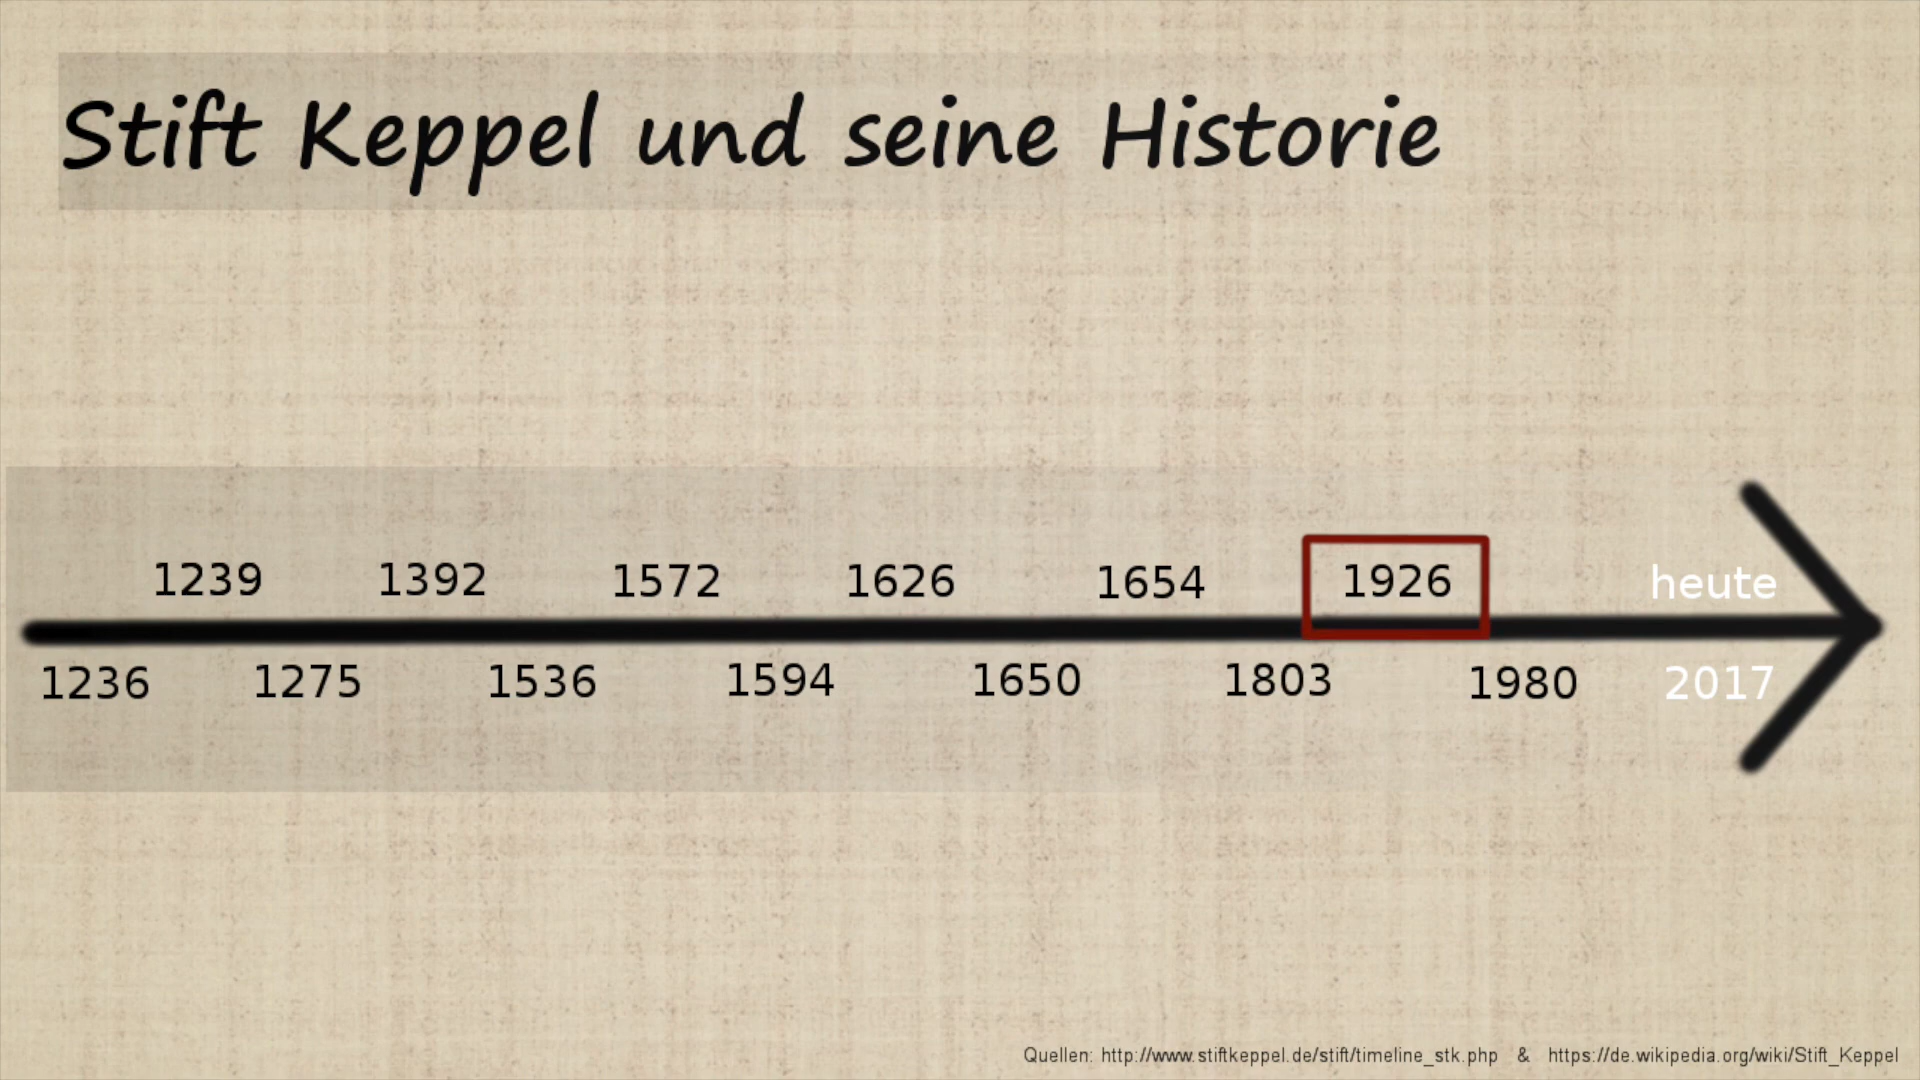 Stift Keppel und seine Historie
1239 1392 1572 1626 1654 1926 heute
1236 1275 1536 1594 1650 1803 1980 2017
Quellen: http://www.stiftkeppel.de/stift/timeline_stk.php & https://de.wikipedia.org/wiki/Stift_Keppel